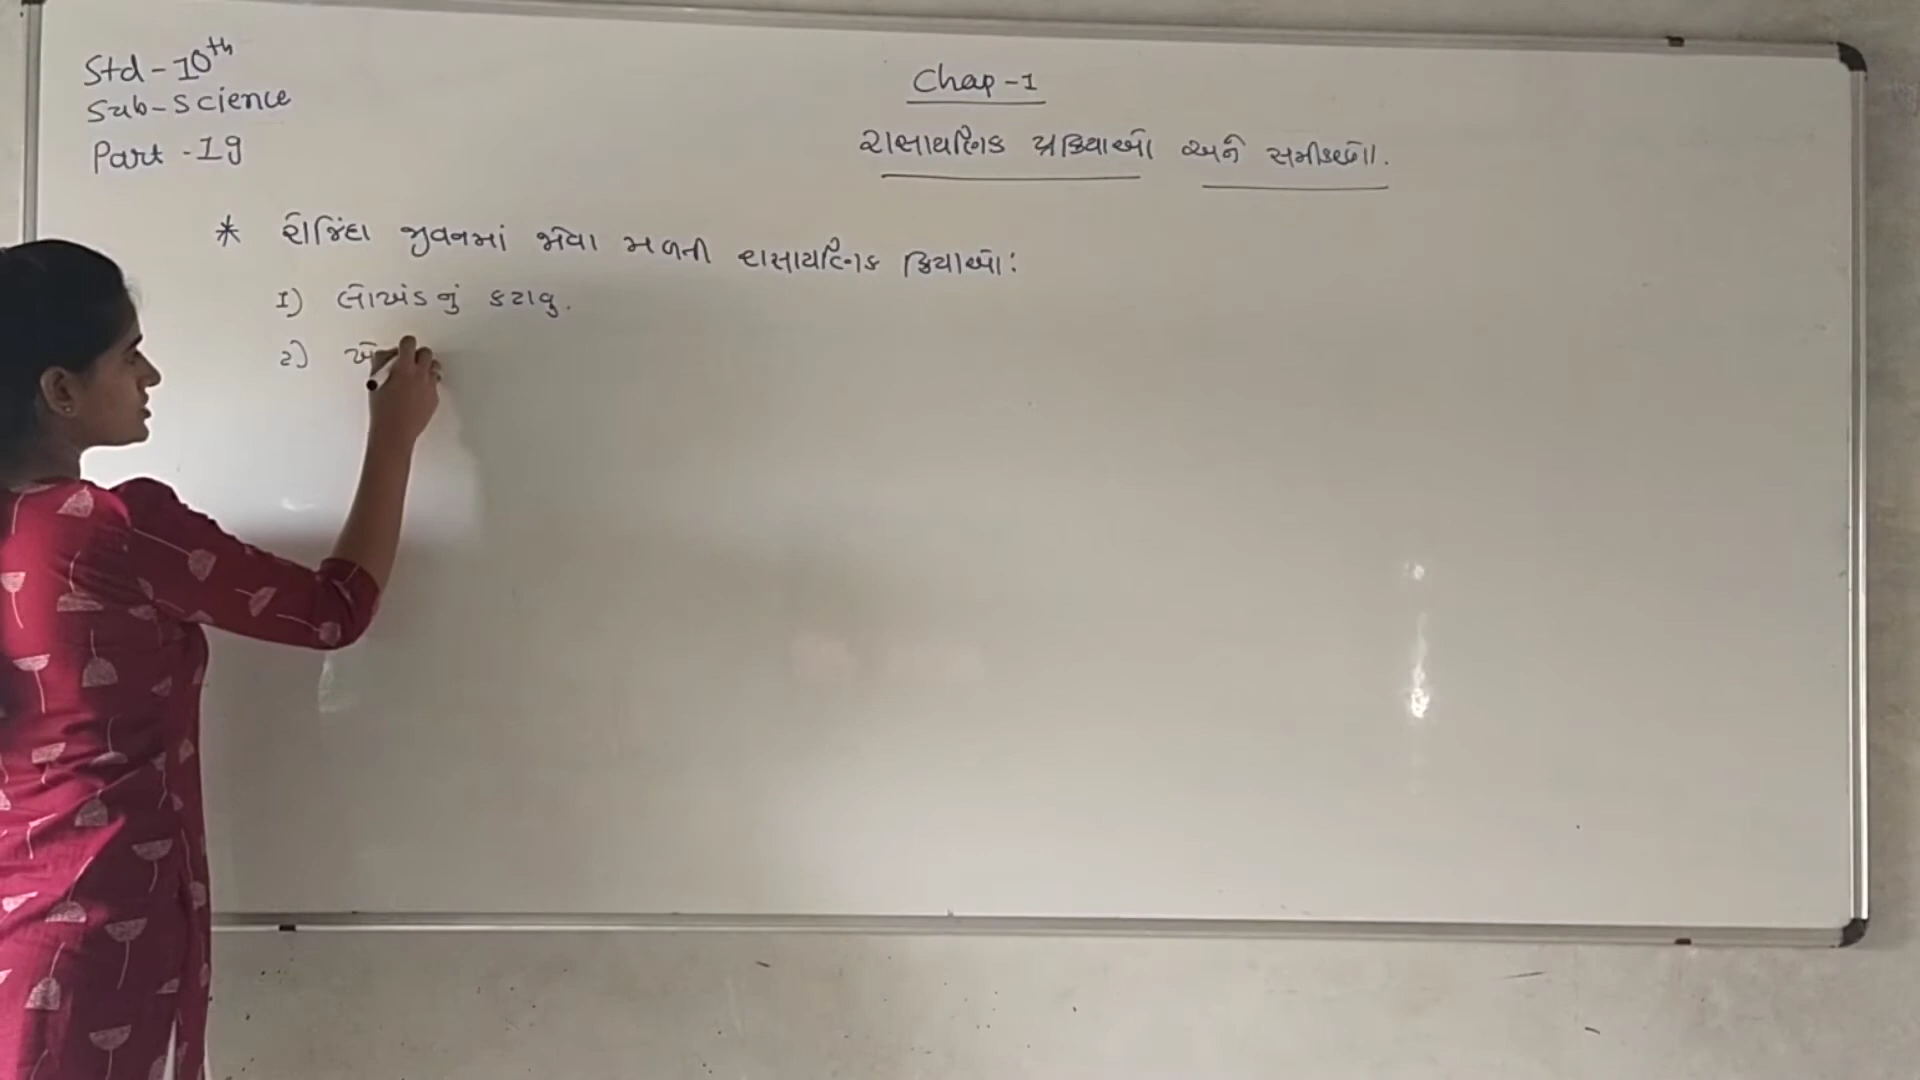 Std - 10th
Sub - Science
Part - 19
Chap - 1
રાસાયણિક પ્રક્રિયાઓ અને સમીકરણો.
* રોજિંદા જીવનમાં જોવા મળતી રાસાયણિક ક્રિયાઓ:
1) લોખંડનું કટાવુ.
2)